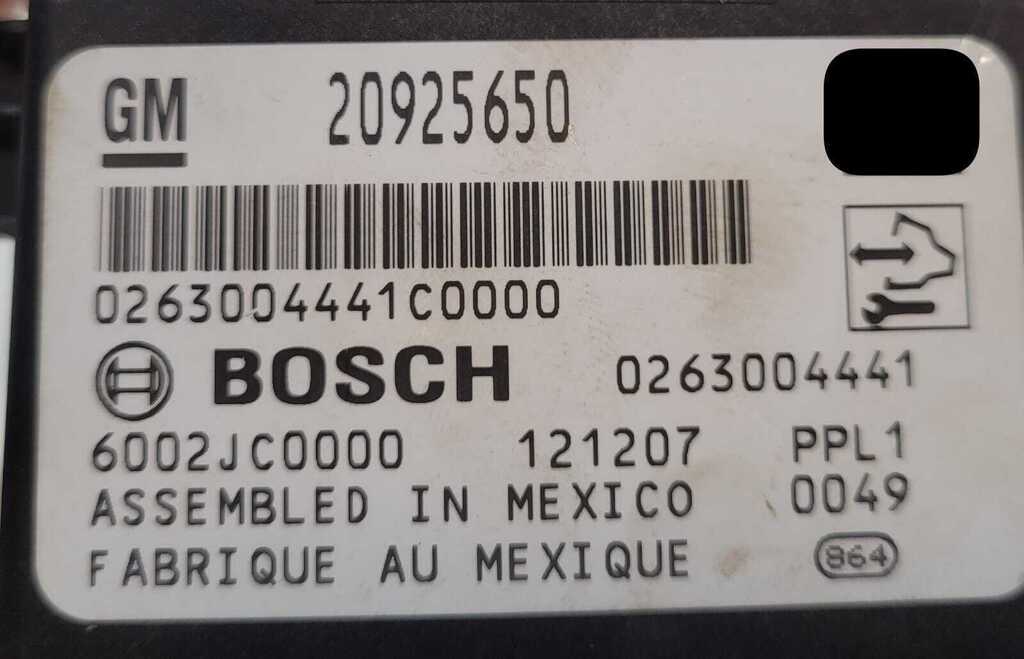 GM 20925650
0263004441C0000
BOSCH 0263004441
6002JC0000 121207 PPL1
ASSEMBLED IN MEXICO 0049
FABRIQUE AU MEXIQUE 864